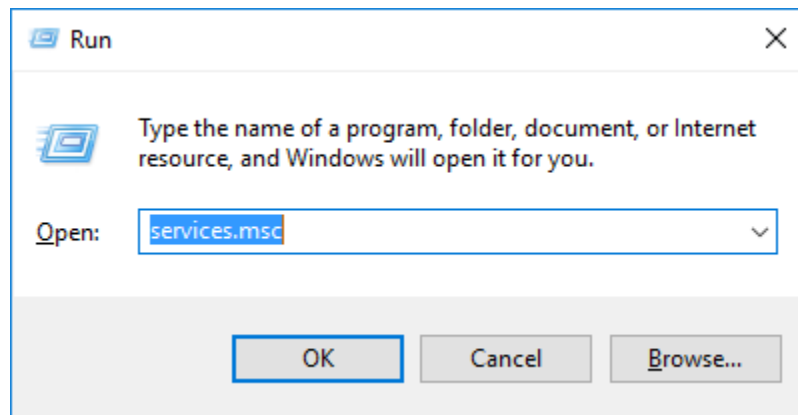 Run
Type the name of a program, folder, document, or Internet
resource, and Windows will open it for you.
Open: services.msc
OK Cancel Browse...